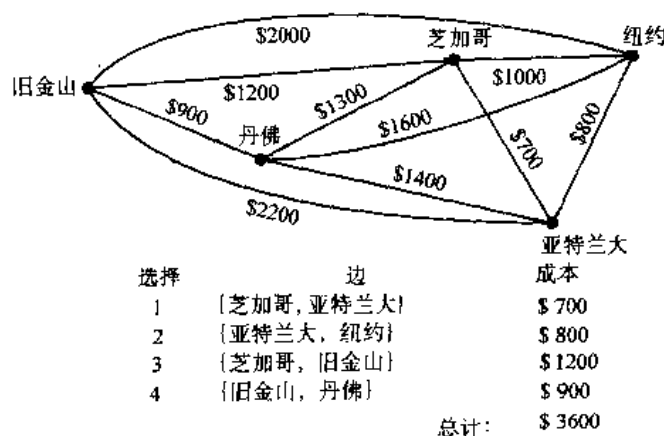 $2000
芝加哥
纽约
旧金山
$1200
$1000
$900
$1300
丹佛
$1600
$700
$800
$1400
$2200
亚特兰大
选择 边 成本
1 {芝加哥,亚特兰大} $ 700
2 {亚特兰大, 纽约} $ 800
3 {芝加哥, 旧金山} $1200
4 {旧金山, 丹佛} $ 900
总计: $ 3600